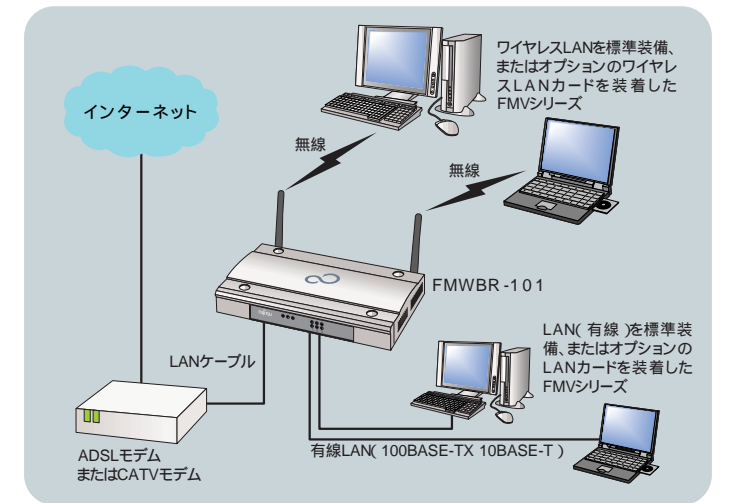 ワイヤレスLANを標準装備、
またはオプションのワイヤレ
スLANカードを装着した
FMVシリーズ
インターネット
無線
無線
FMWBR-101
LAN(有線)を標準装
備、またはオプションの
LANカードを装着した
FMVシリーズ
LANケーブル
有線LAN(100BASE-TX 10BASE-T)
ADSLモデム
またはCATVモデム